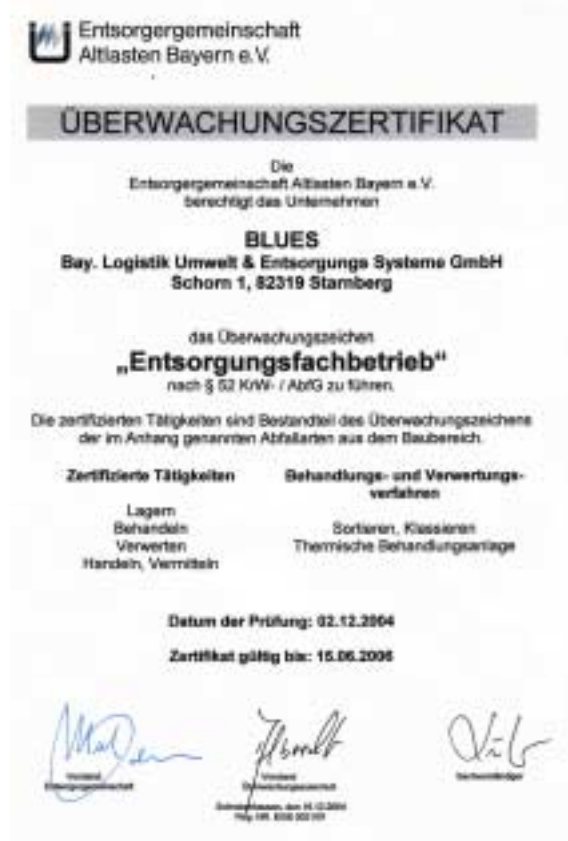 Entsorgergemeinschaft
Altlasten Bayern e.V.
ÜBERWACHUNGSZERTIFIKAT
Die
Entsorgergemeinschaft Altlasten Bayern e.V.
berechtigt das Unternehmen
BLUES
Bay. Logistik Umwelt & Entsorgungs Systeme GmbH
Schorn 1, 82319 Starnberg
das Überwachungszeichen
„Entsorgungsfachbetrieb“
nach § 52 KrW- / AbfG zu führen.
Die zertifizierten Tätigkeiten sind Bestandteil des Überwachungszeichens
der im Anhang genannten Abfallarten aus dem Baubereich.
Zertifizierte Tätigkeiten
Lagern
Behandeln
Verwerten
Handeln, Vermitteln
Behandlungs- und Verwertungs-
verfahren
Sortieren, Klassieren
Thermische Behandlungsanlage
Datum der Prüfung: 02.12.2004
Zertifikat gültig bis: 15.06.2006
Vorstand
Entsorgergemeinschaft
Vorstand
Überwachungsausschuß
Sachverständiger